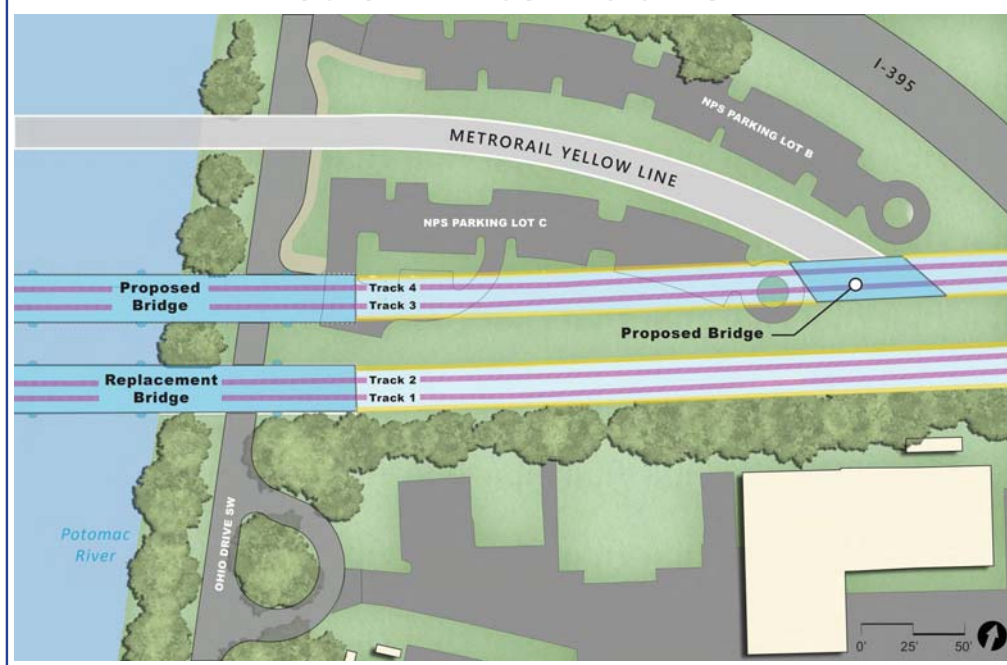 I-395
NPS PARKING LOT B
METRORAIL YELLOW LINE
NPS PARKING LOT C
Proposed
Bridge
Track 4
Track 3
Proposed Bridge
Replacement
Bridge
Track 2
Track 1
Potomac
River
OHIO DRIVE SW
0' 25' 50'